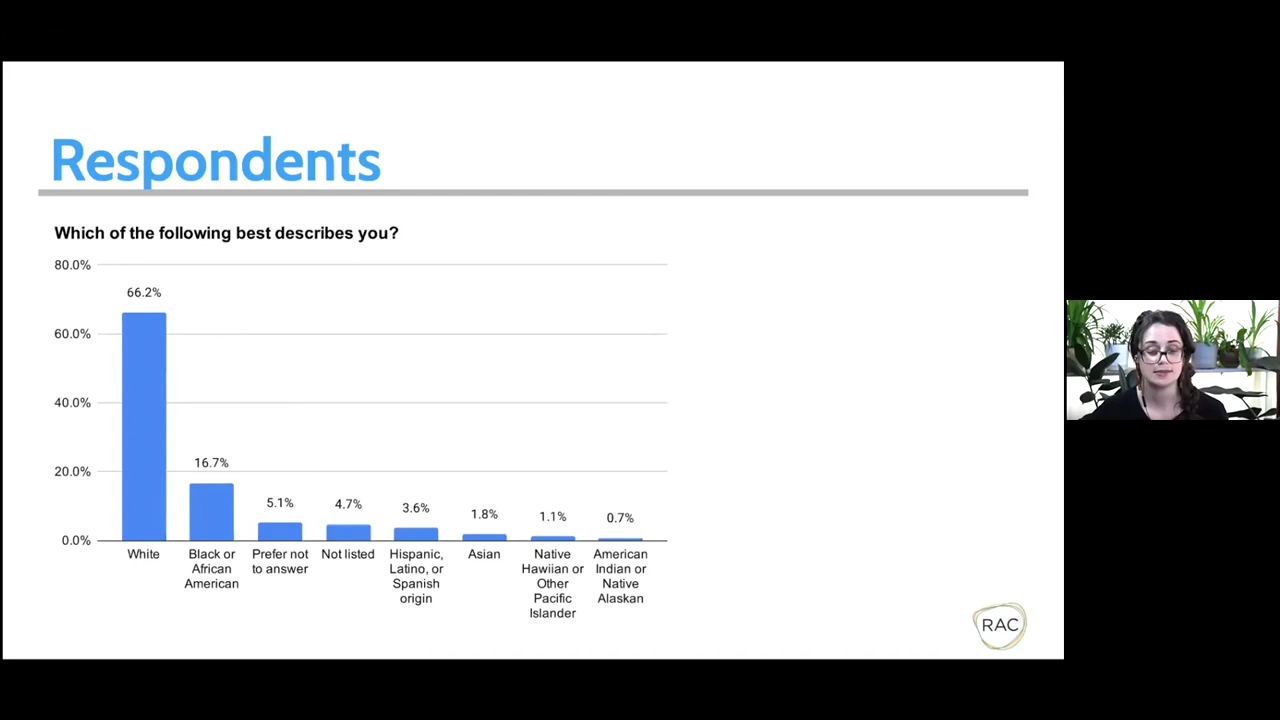 Respondents
Which of the following best describes you?
80.0%
60.0%
40.0%
20.0%
0.0%
66.2%
16.7%
5.1%
4.7%
3.6%
1.8%
1.1%
0.7%
White
Black or
African
American
Prefer not
to answer
Not listed
Hispanic,
Latino, or
Spanish
origin
Asian
Native
Hawiian or
Other
Pacific
Islander
American
Indian or
Native
Alaskan
RAC